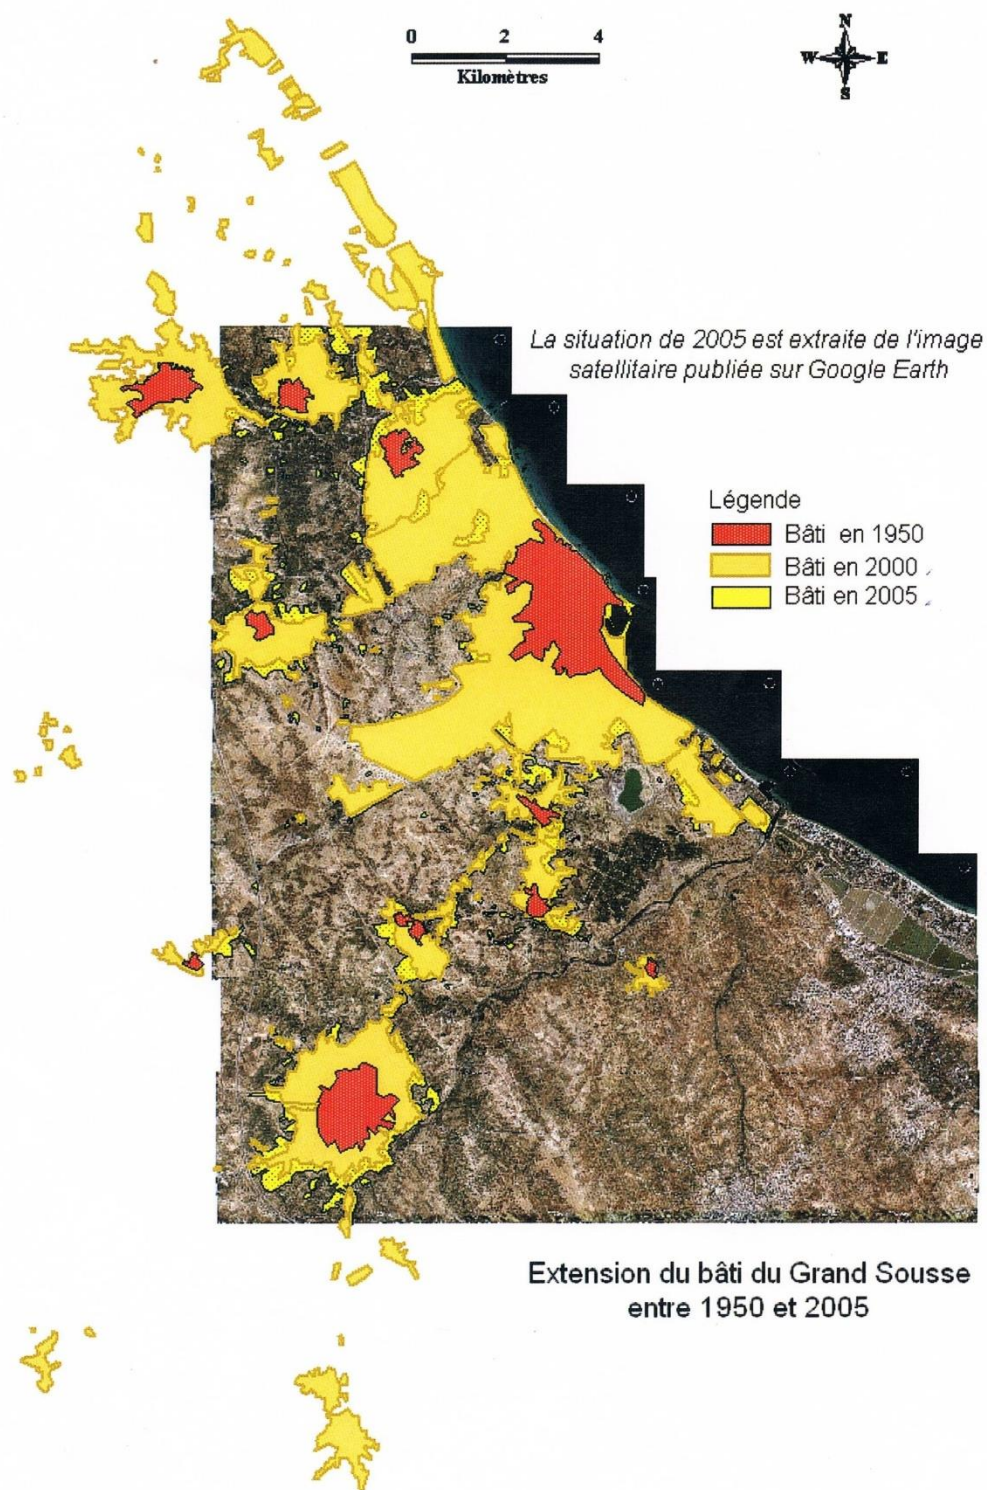 0 2 4
Kilomètres
N
W E
S
La situation de 2005 est extraite de l'image
satellitaire publiée sur Google Earth
Légende
Bâti en 1950
Bâti en 2000
Bâti en 2005
Extension du bâti du Grand Sousse
entre 1950 et 2005